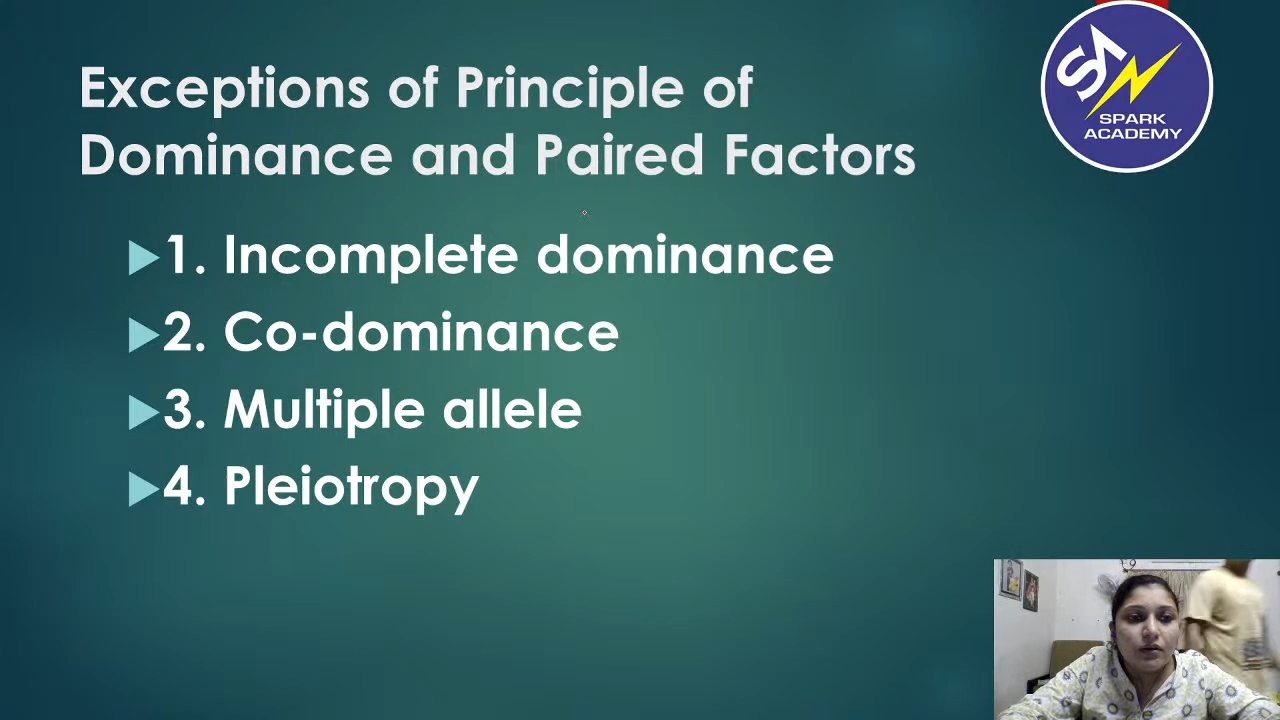 Exceptions of Principle of
Dominance and Paired Factors
SA
SPARK
ACADEMY
1. Incomplete dominance
2. Co-dominance
3. Multiple allele
4. Pleiotropy